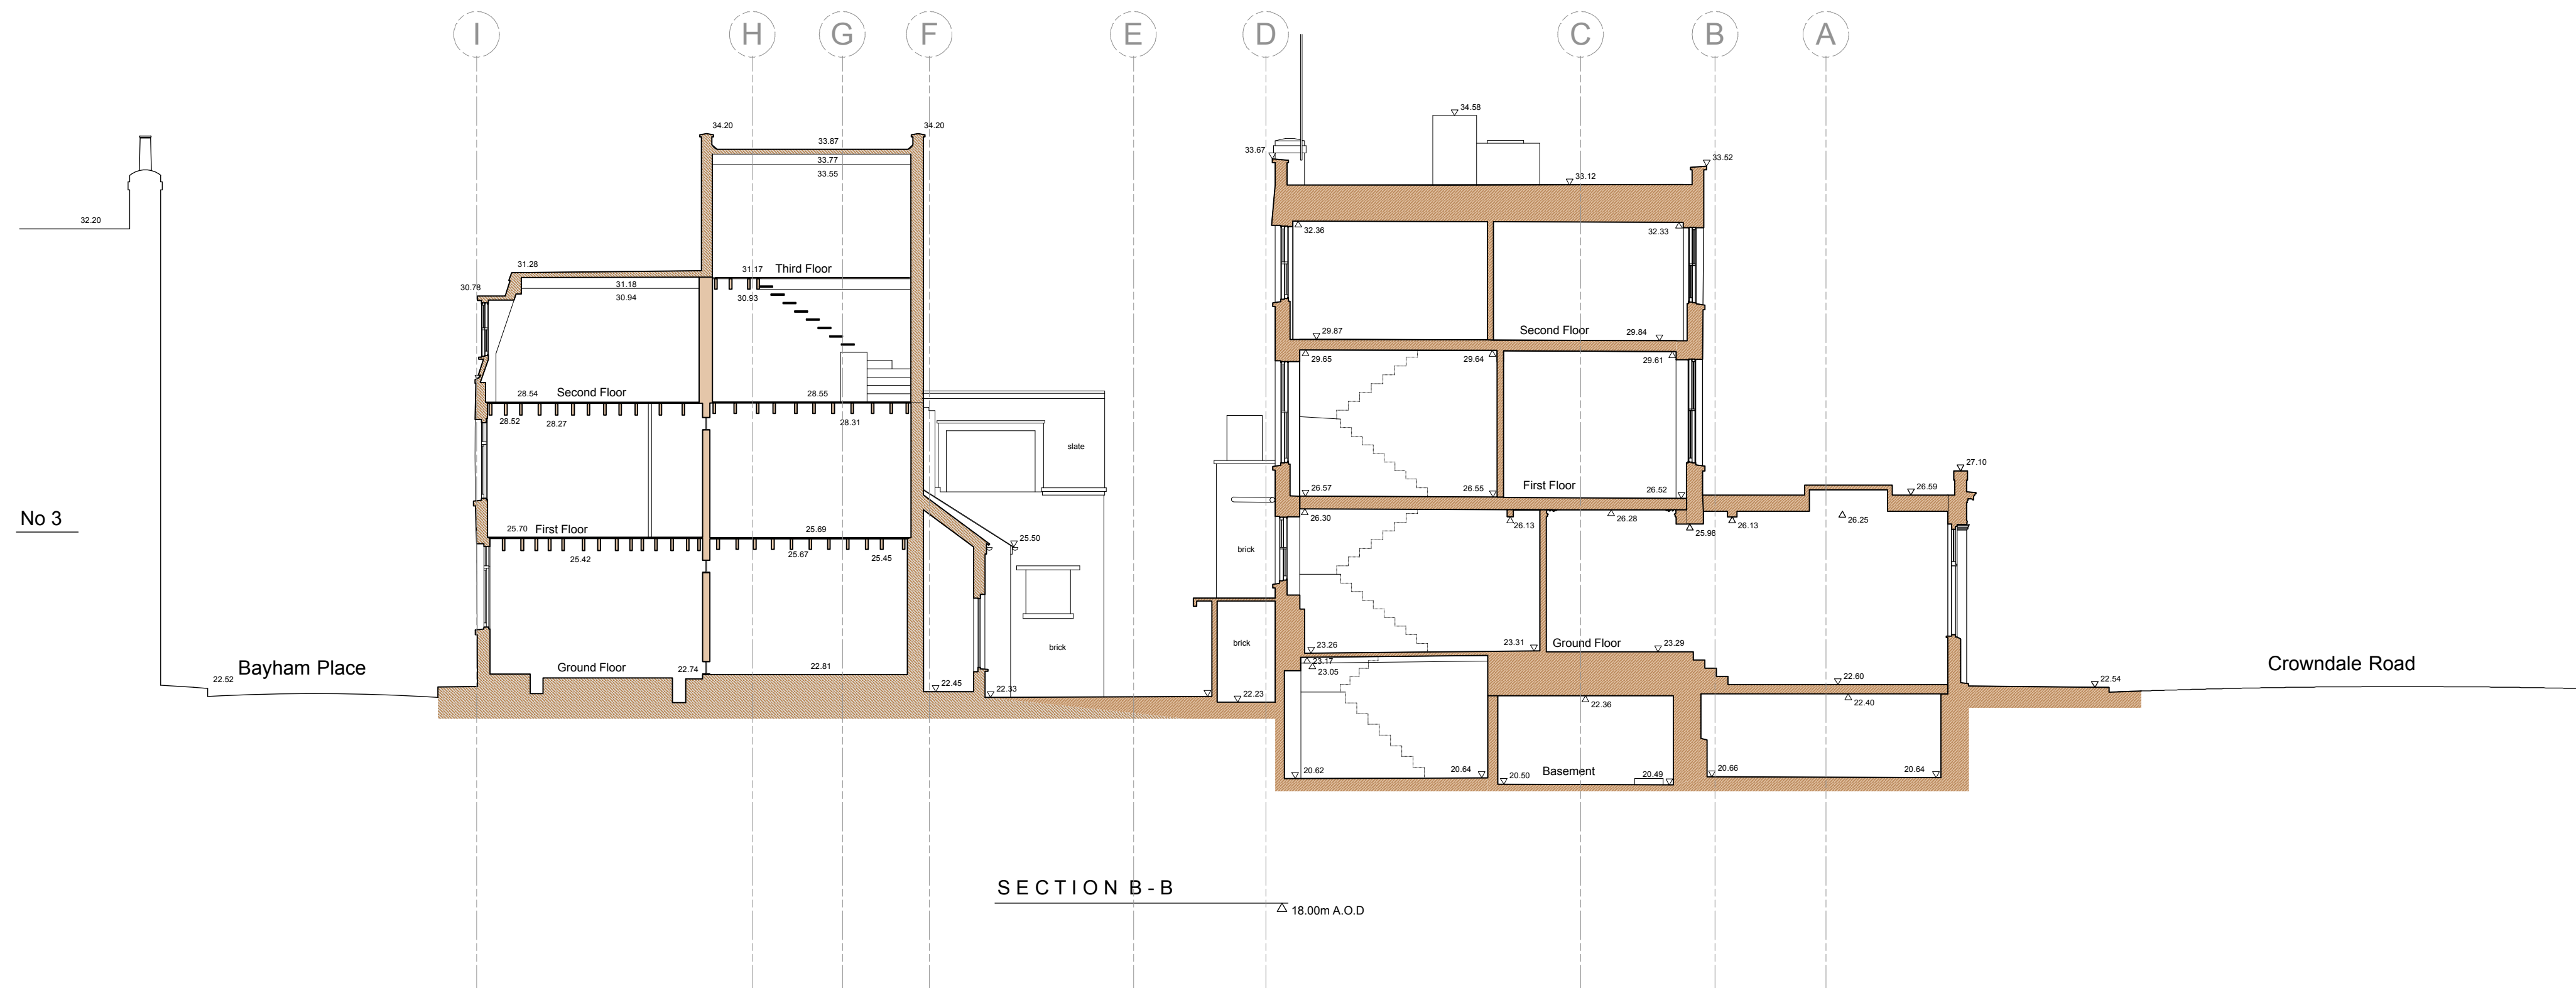 I H G F E D C B A
34.58
34.20 34.20
33.87
33.77
33.55
33.67 33.52
33.12
32.20
32.36 32.33
31.28
31.17 Third Floor
31.18
30.94
30.93
30.78
29.87 Second Floor 29.84
29.65 29.64 29.61
28.54 Second Floor 28.55
28.52 28.27 28.31
slate
26.57 26.55 First Floor 26.52
27.10
26.59
26.30 26.13 26.28 25.98 26.13 26.25
No 3
25.70 First Floor 25.69
25.42 25.67 25.45
25.50
brick
brick
brick
23.26 23.31 Ground Floor 23.29
23.17
23.05
Bayham Place
22.52
Ground Floor 22.74 22.81
22.45 22.33 22.23
22.60
22.36 22.40
22.54
Crowndale Road
20.62 20.64 20.50 Basement 20.49 20.66 20.64
SECTION B-B
18.00m A.O.D